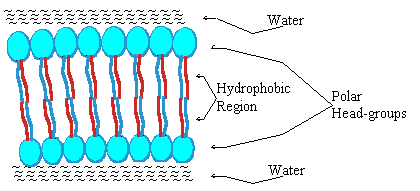 Water
Hydrophobic
Region
Polar
Head-groups
Water